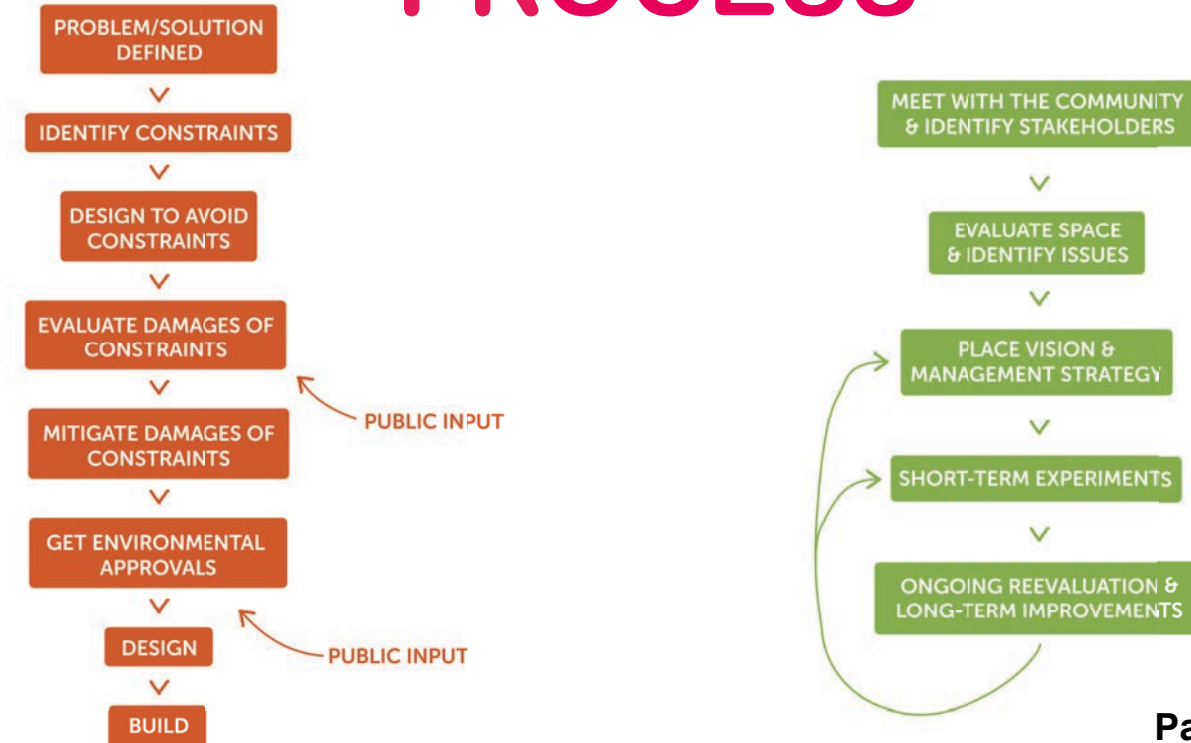 PROCESS
PROBLEM/SOLUTION
DEFINED
IDENTIFY CONSTRAINTS
DESIGN TO AVOID
CONSTRAINTS
EVALUATE DAMAGES OF
CONSTRAINTS
PUBLIC INPUT
MITIGATE DAMAGES OF
CONSTRAINTS
GET ENVIRONMENTAL
APPROVALS
PUBLIC INPUT
DESIGN
BUILD
MEET WITH THE COMMUNITY
& IDENTIFY STAKEHOLDERS
EVALUATE SPACE
& IDENTIFY ISSUES
PLACE VISION &
MANAGEMENT STRATEGY
SHORT-TERM EXPERIMENTS
ONGOING REEVALUATION &
LONG-TERM IMPROVEMENTS
Pa